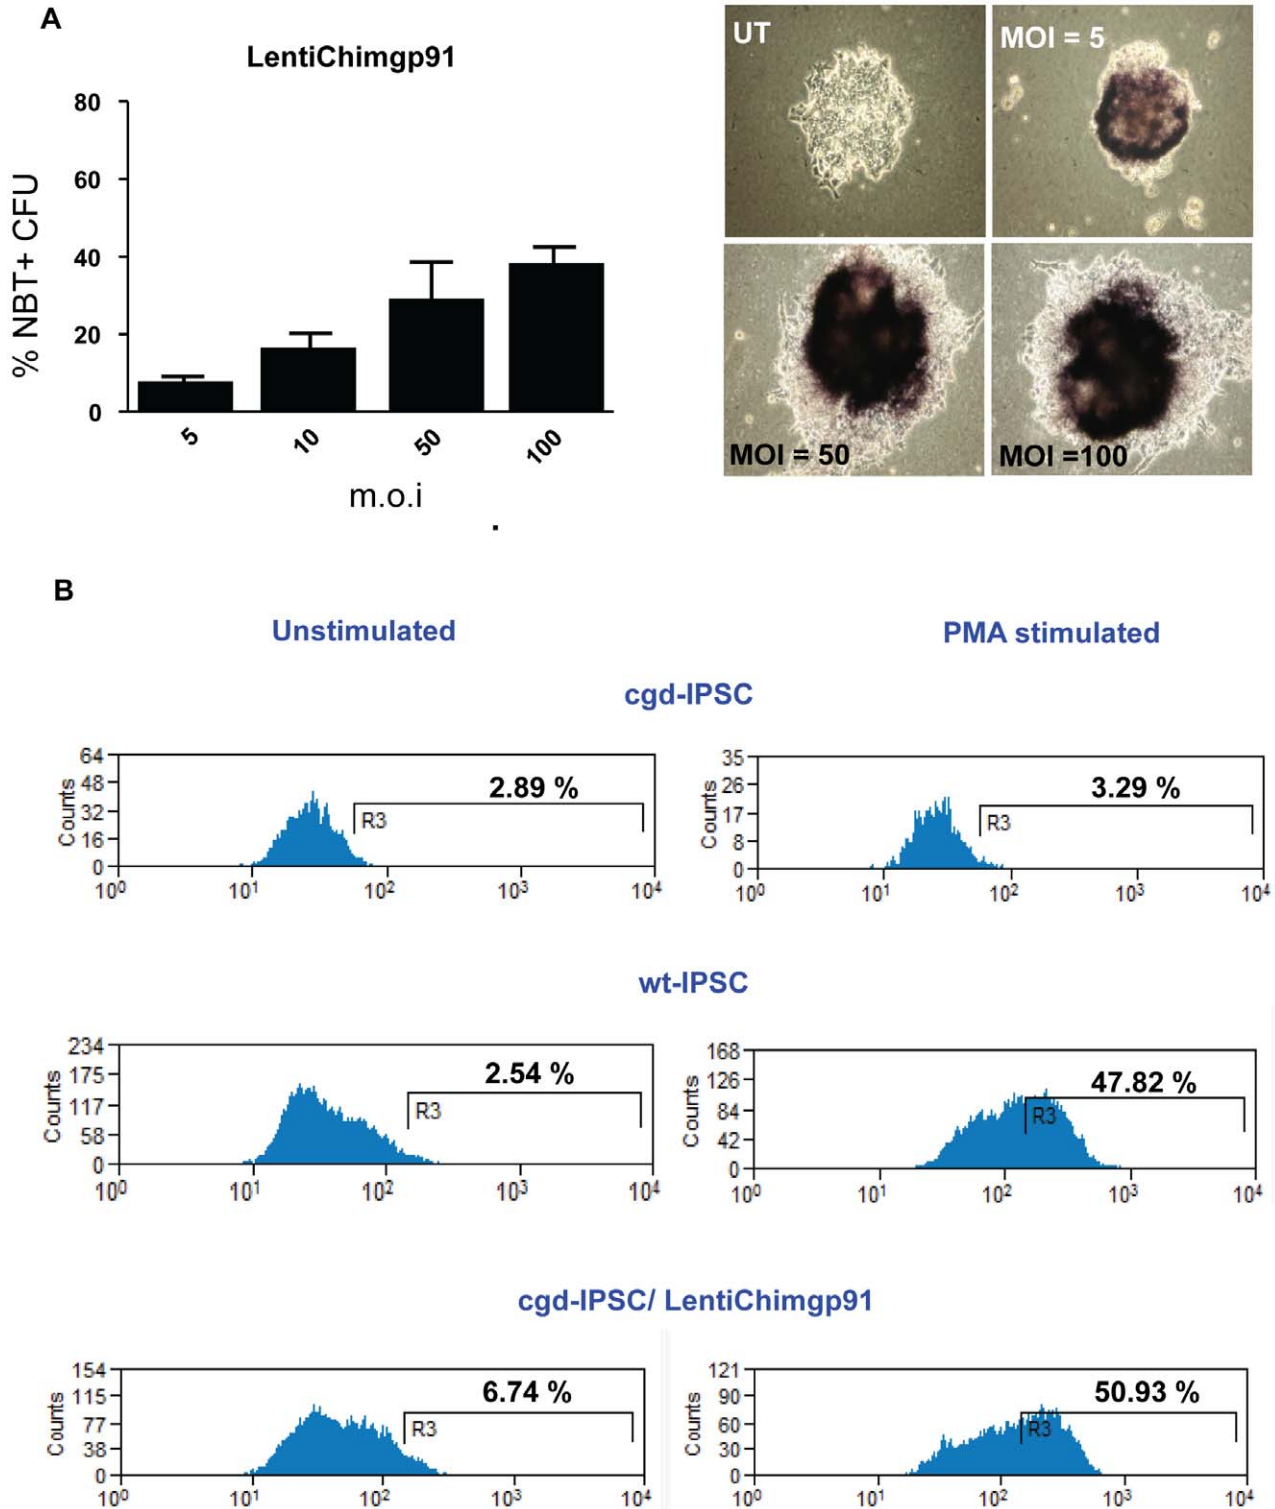 A
LentiChimgp91
80
60
40
20
0
% NBT+ CFU
5
10
50
100
m.o.i
.
UT
MOI = 5
MOI = 50
MOI =100
B
Unstimulated
PMA stimulated
cgd-IPSC
64
48
32
16
0
Counts
2.89 %
R3
10⁰ 10¹ 10² 10³ 10⁴
35
26
17
8
0
Counts
3.29 %
R3
10⁰ 10¹ 10² 10³ 10⁴
wt-IPSC
234
175
117
58
0
Counts
2.54 %
R3
10⁰ 10¹ 10² 10³ 10⁴
168
126
84
42
0
Counts
47.82 %
R3
10⁰ 10¹ 10² 10³ 10⁴
cgd-IPSC/ LentiChimgp91
154
115
77
38
0
Counts
6.74 %
R3
10⁰ 10¹ 10² 10³ 10⁴
121
90
60
30
0
Counts
50.93 %
R3
10⁰ 10¹ 10² 10³ 10⁴